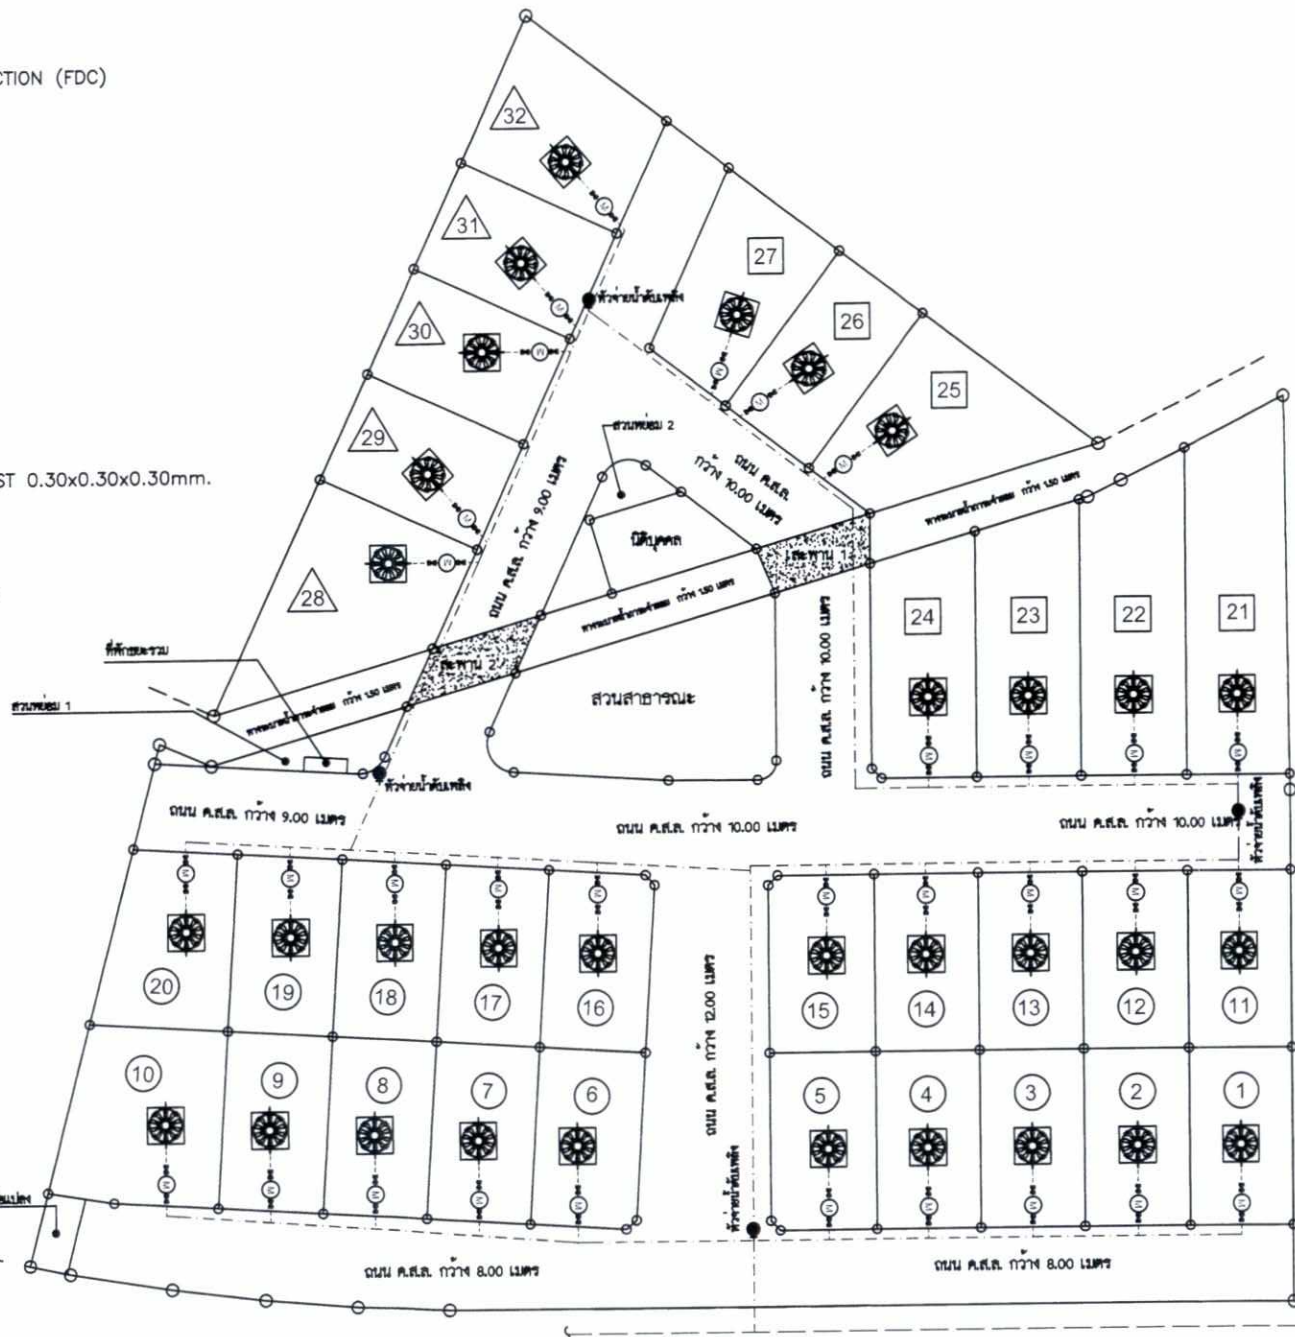 CTION (FDC)
32
31
27
หัวจ่ายน้ำดับเพลิง
26
30
25
สวนหย่อม 2
29
ถนน ค.ส.ล.
กว้าง 10.00 เมตร
ST 0.30x0.30x0.30mm.
ถนน ค.ส.ล. กว้าง 9.00 เมตร
นิติบุคคล
สะพาน 1
28
24
23
22
21
ที่พักขยะรวม
สะพาน 2
สวนหย่อม 1
สวนสาธารณะ
ถนน ค.ส.ล. กว้าง 10.00 เมตร
หัวจ่ายน้ำดับเพลิง
ถนน ค.ส.ล. กว้าง 9.00 เมตร
ถนน ค.ส.ล. กว้าง 10.00 เมตร
ถนน ค.ส.ล. กว้าง 10.00 เมตร
หัวจ่ายน้ำดับเพลิง
M M M M M M M M M M
20
19
18
17
16
15
14
13
12
11
ถนน ค.ส.ล. กว้าง 12.00 เมตร
10
9
8
7
6
5
4
3
2
1
หัวจ่ายน้ำดับเพลิง
M M M M M M M M M M
ถนน ค.ส.ล. กว้าง 8.00 เมตร
ถนน ค.ส.ล. กว้าง 8.00 เมตร